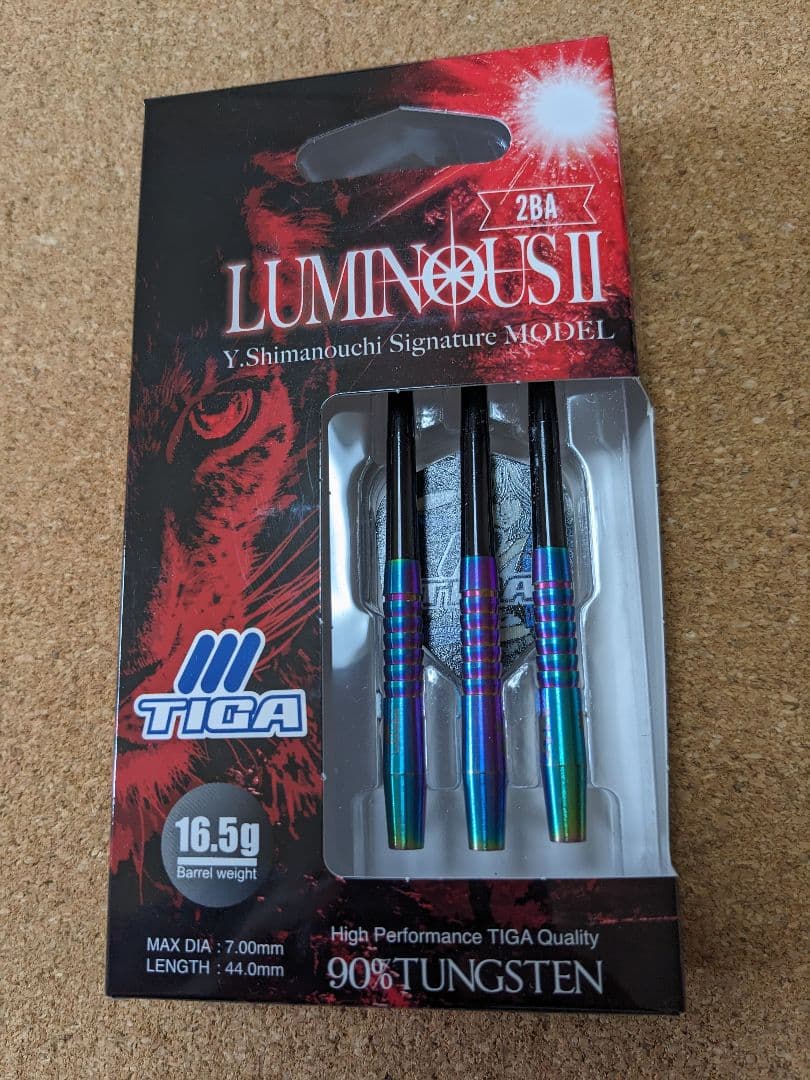 2BA
LUMINOUS II
Y.Shimanouchi Signature MODEL
TIGA
TIGA
16.5g
Barrel weight
MAX DIA : 7.00mm
LENGTH : 44.0mm
High Performance TIGA Quality
90%TUNGSTEN